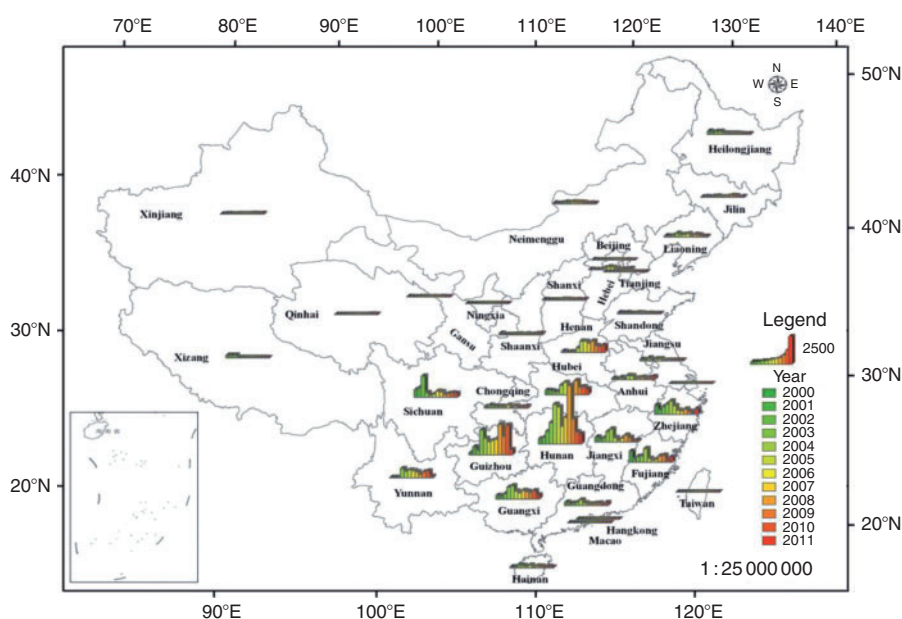 70°E 80°E 90°E 100°E 110°E 120°E 130°E 140°E
N
W E
S
50°N
Heilongjiang
40°N
Jilin
Xinjiang
40°N
Neimenggu
Beijing
Liaoning
Tianjing
Hebei
Shanxi
Qinhai
Ningxia
Shandong
Legend
30°N
Henan
Gansu
Shaanxi
Jiangxu
2500
Xizang
Hubei
Year
30°N
Chongqing
Anhui
2000
Sichuan
2001
Zhejiang
2002
2003
Hunan
Jiangxi
2004
Guizhou
Fujiang
2005
2006
20°N
Yunnan
Guangdong
2007
Guangxi
Taiwan
2008
2009
20°N
Hangkong
2010
Macao
2011
1 : 25 000 000
Hainan
90°E 100°E 110°E 120°E